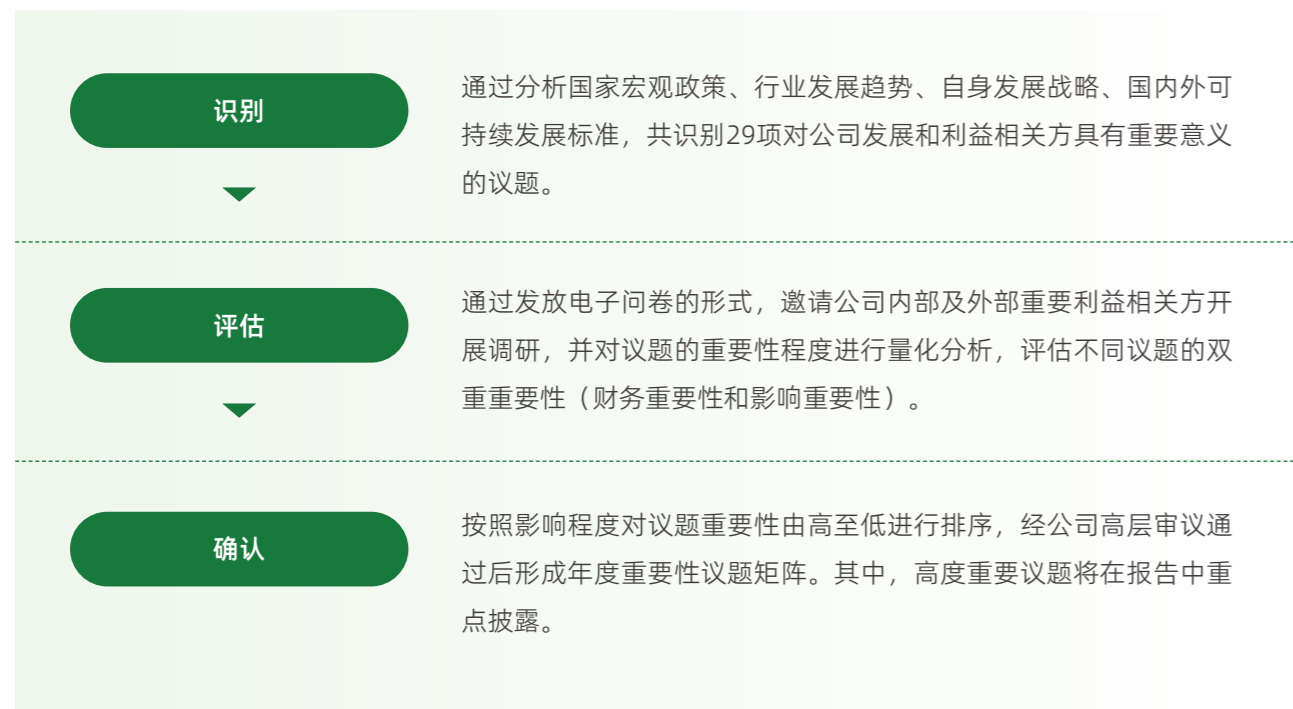 识别
通过分析国家宏观政策、行业发展趋势、自身发展战略、国内外可
持续发展标准，共识别29项对公司发展和利益相关方具有重要意义
的议题。
评估
通过发放电子问卷的形式，邀请公司内部及外部重要利益相关方开
展调研，并对议题的重要性程度进行量化分析，评估不同议题的双
重重要性（财务重要性和影响重要性）。
确认
按照影响程度对议题重要性由高至低进行排序，经公司高层审议通
过后形成年度重要性议题矩阵。其中，高度重要议题将在报告中重
点披露。